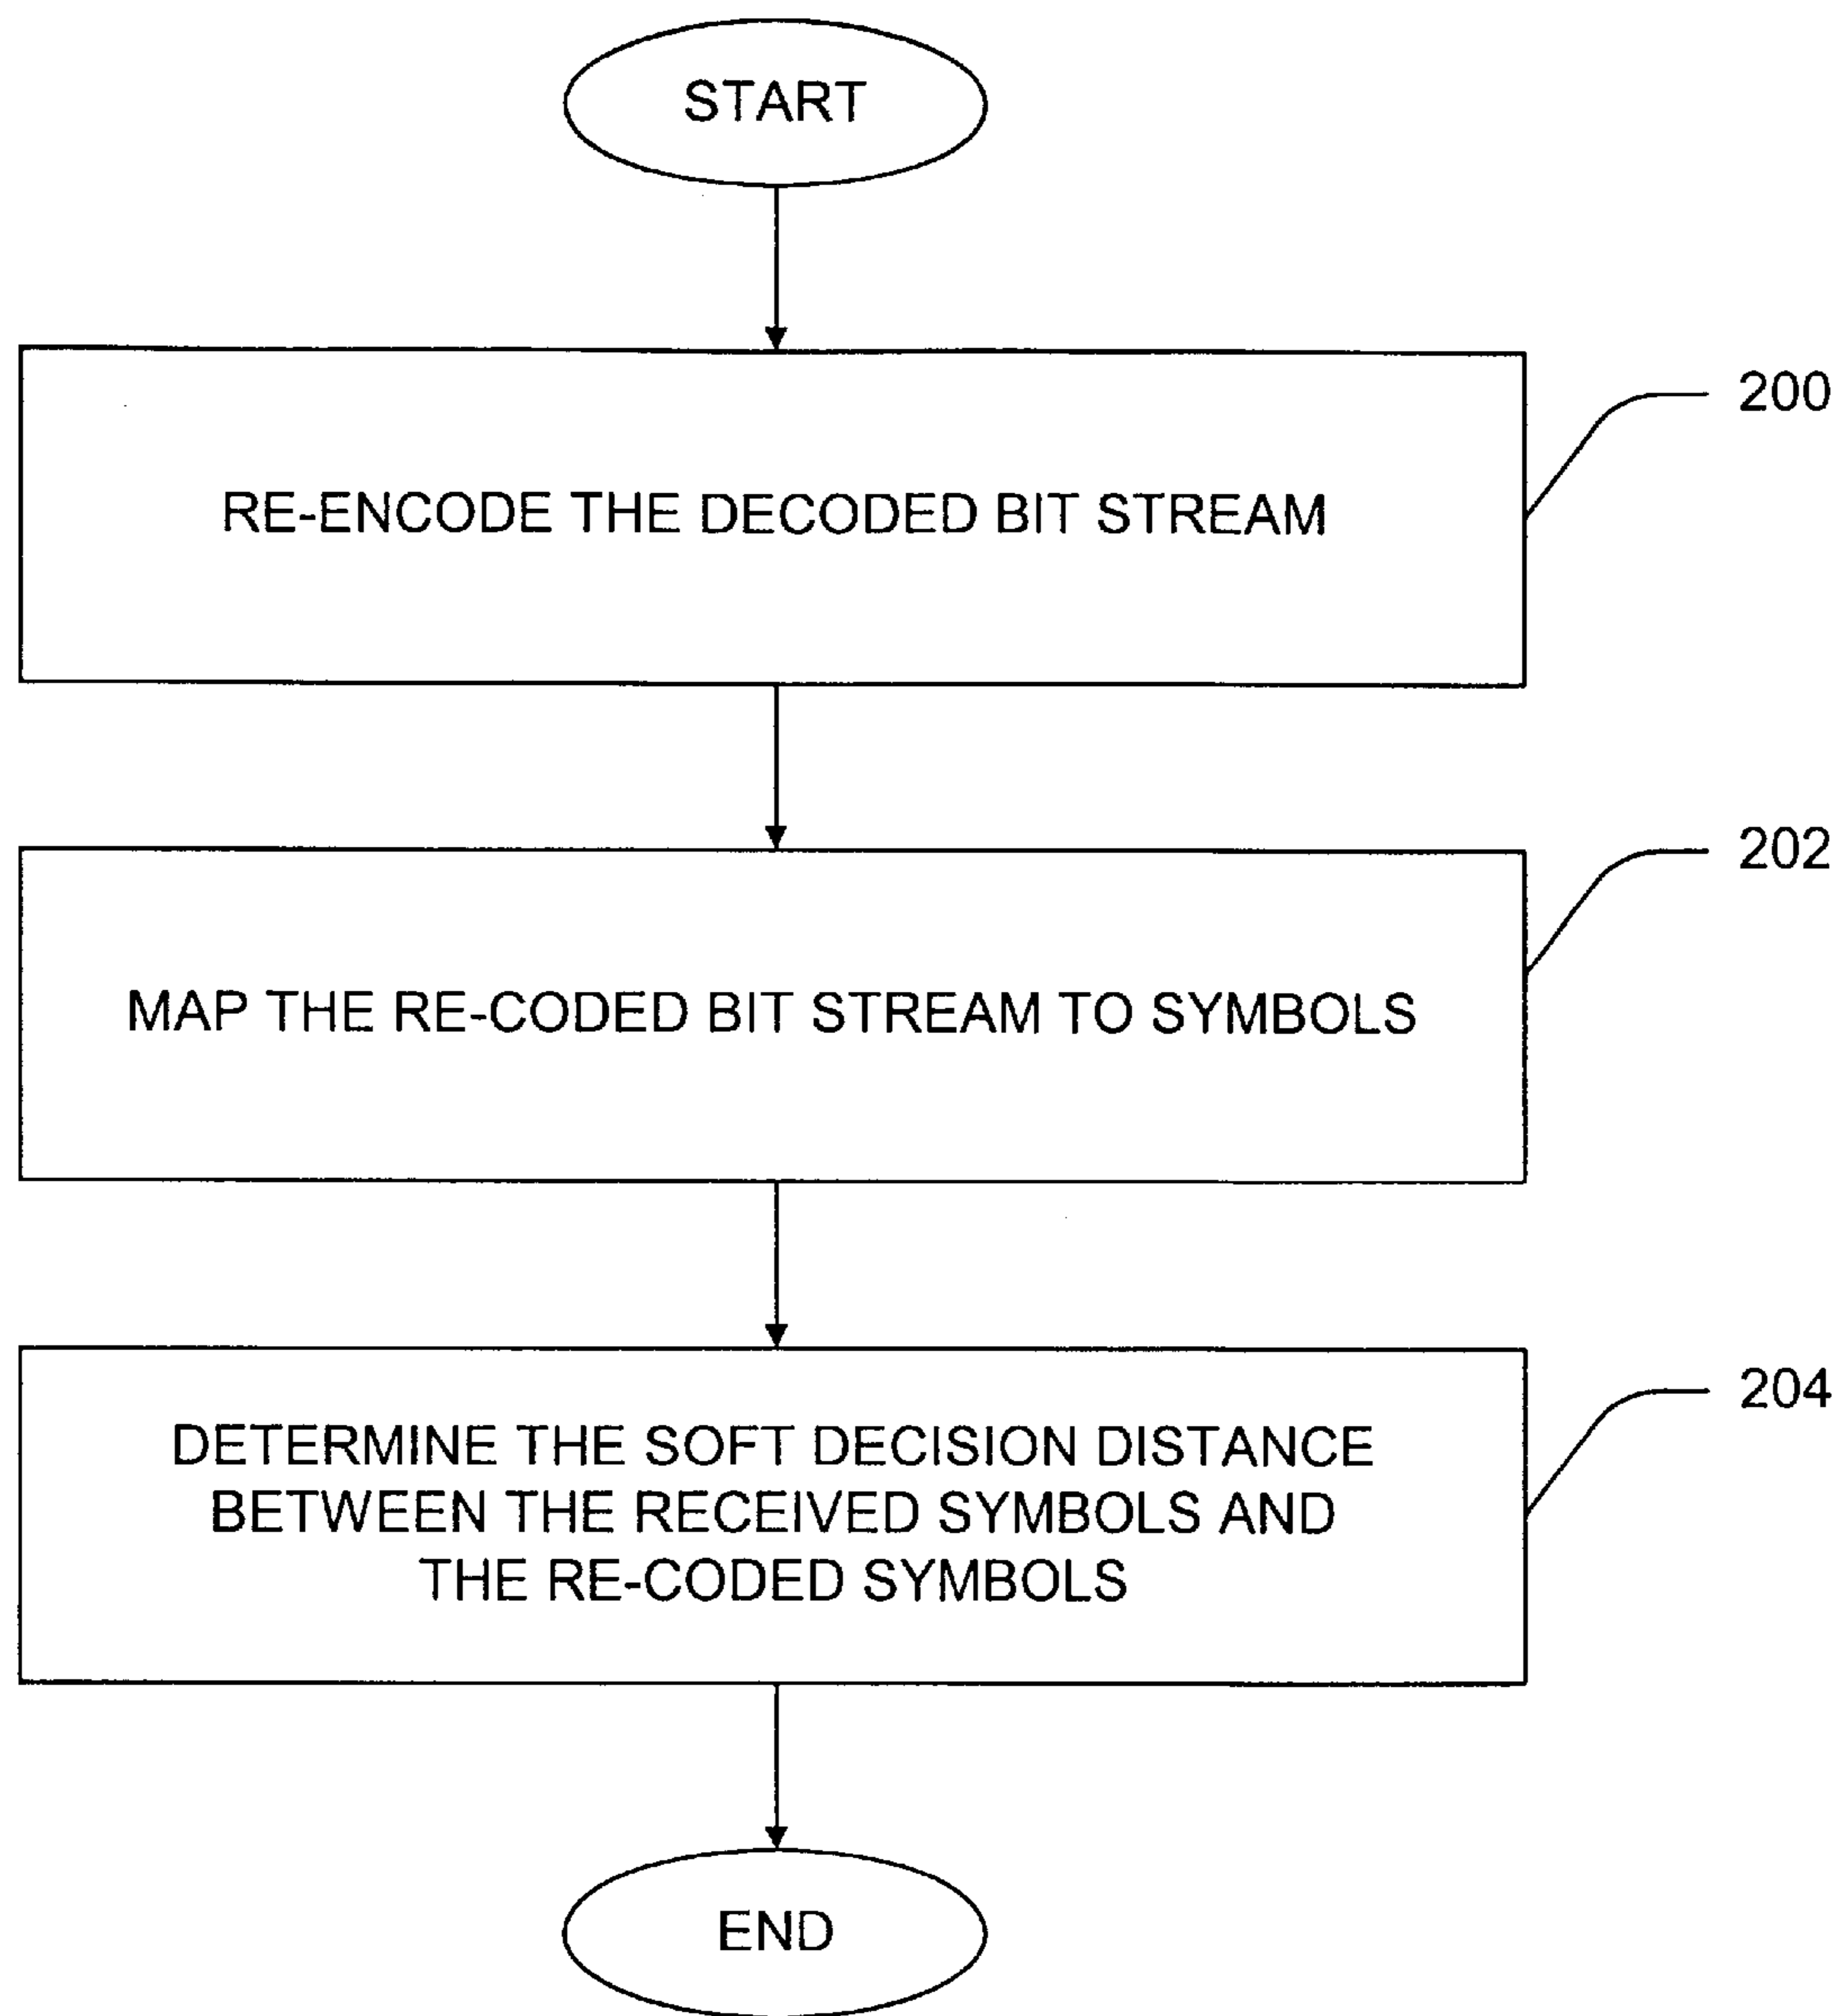 START
200
RE-ENCODE THE DECODED BIT STREAM
202
MAP THE RE-CODED BIT STREAM TO SYMBOLS
204
DETERMINE THE SOFT DECISION DISTANCE
BETWEEN THE RECEIVED SYMBOLS AND
THE RE-CODED SYMBOLS
END